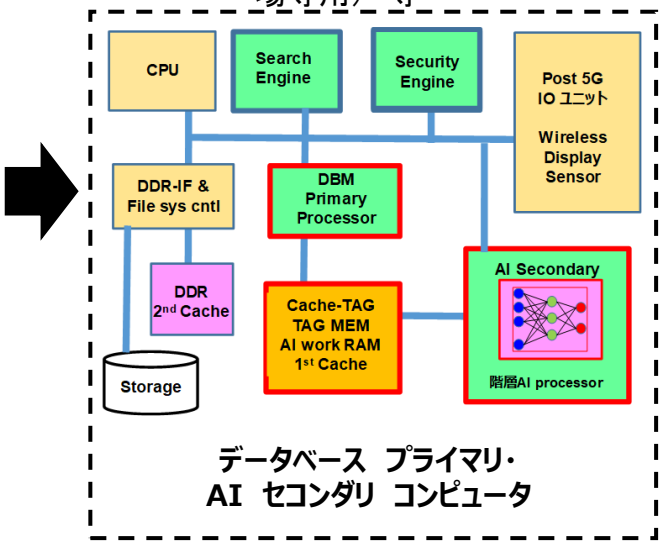 CPU
Search
Engine
Security
Engine
Post 5G
IO ユニット
Wireless
Display
Sensor
DDR-IF &
File sys cntl
DBM
Primary
Processor
DDR
2nd Cache
Cache-TAG
TAG MEM
AI work RAM
1st Cache
AI Secondary
階層AI processor
Storage
データベース プライマリ・
AI セコンダリ コンピュータ